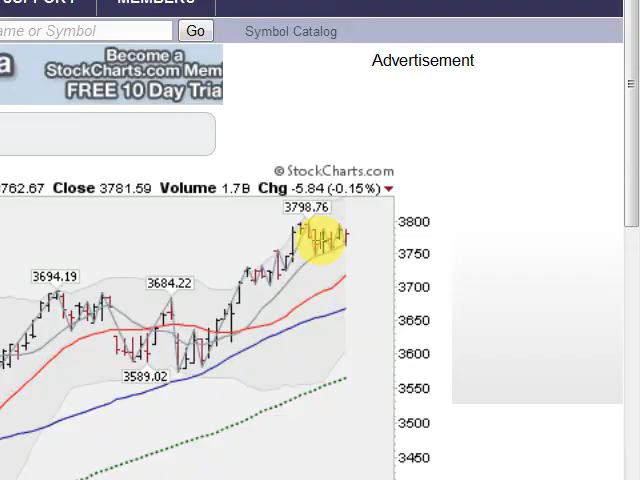 SUPPORT MEMBERS
ame or Symbol Go Symbol Catalog
a Become a
StockCharts.com Mem
FREE 10 Day Tria
Advertisement
© StockCharts.com
3762.67 Close 3781.59 Volume 1.7B Chg -5.84 (-0.15%)
3798.76
3800
3750
3694.19
3684.22
3700
3650
3600
3589.02
3550
3500
3450